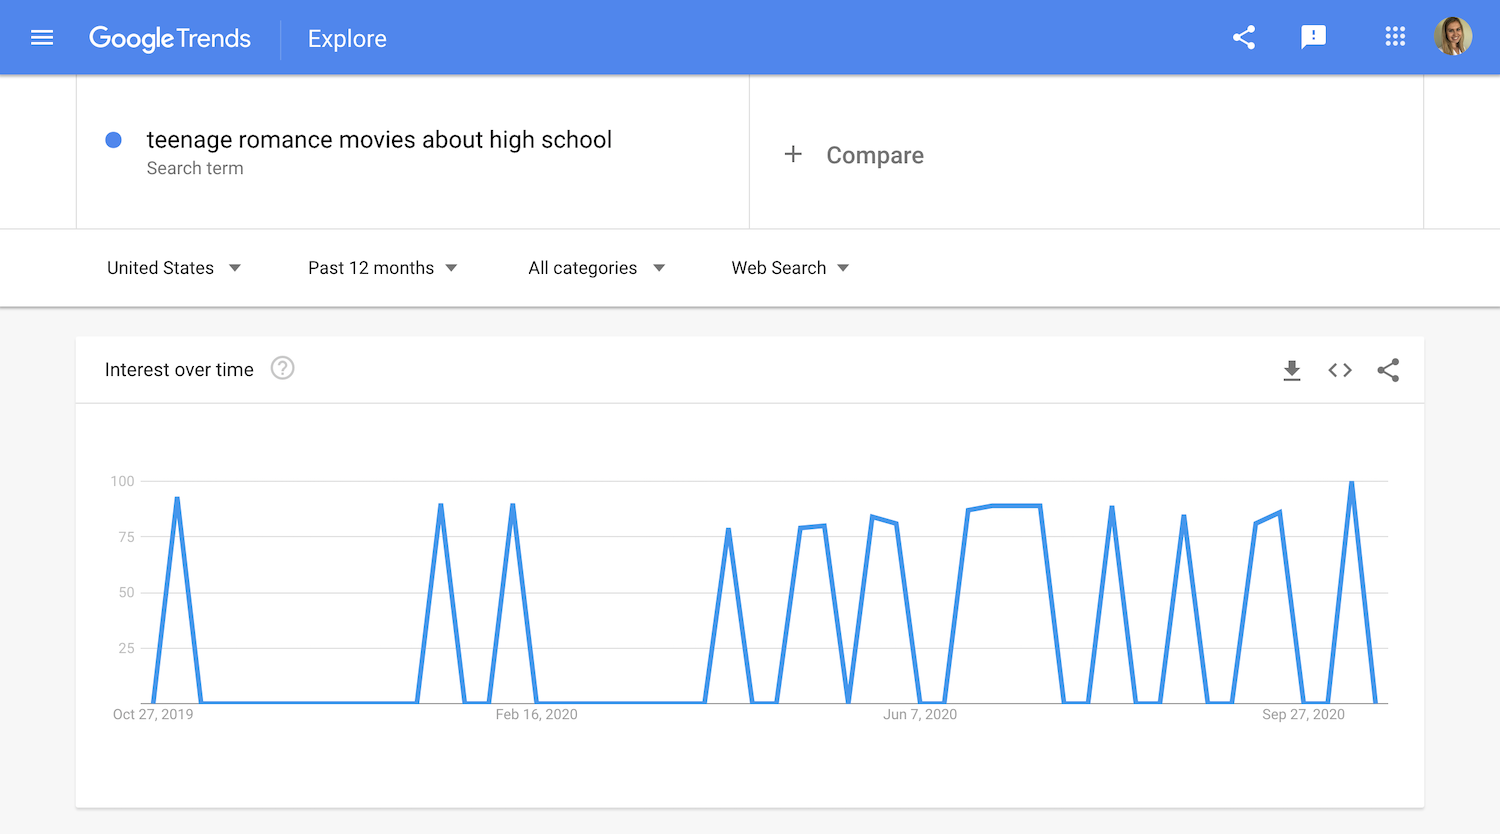 Google Trends Explore
teenage romance movies about high school
Search term
+ Compare
United States Past 12 months All categories Web Search
Interest over time ?
100
75
50
25
Oct 27, 2019 Feb 16, 2020 Jun 7, 2020 Sep 27, 2020